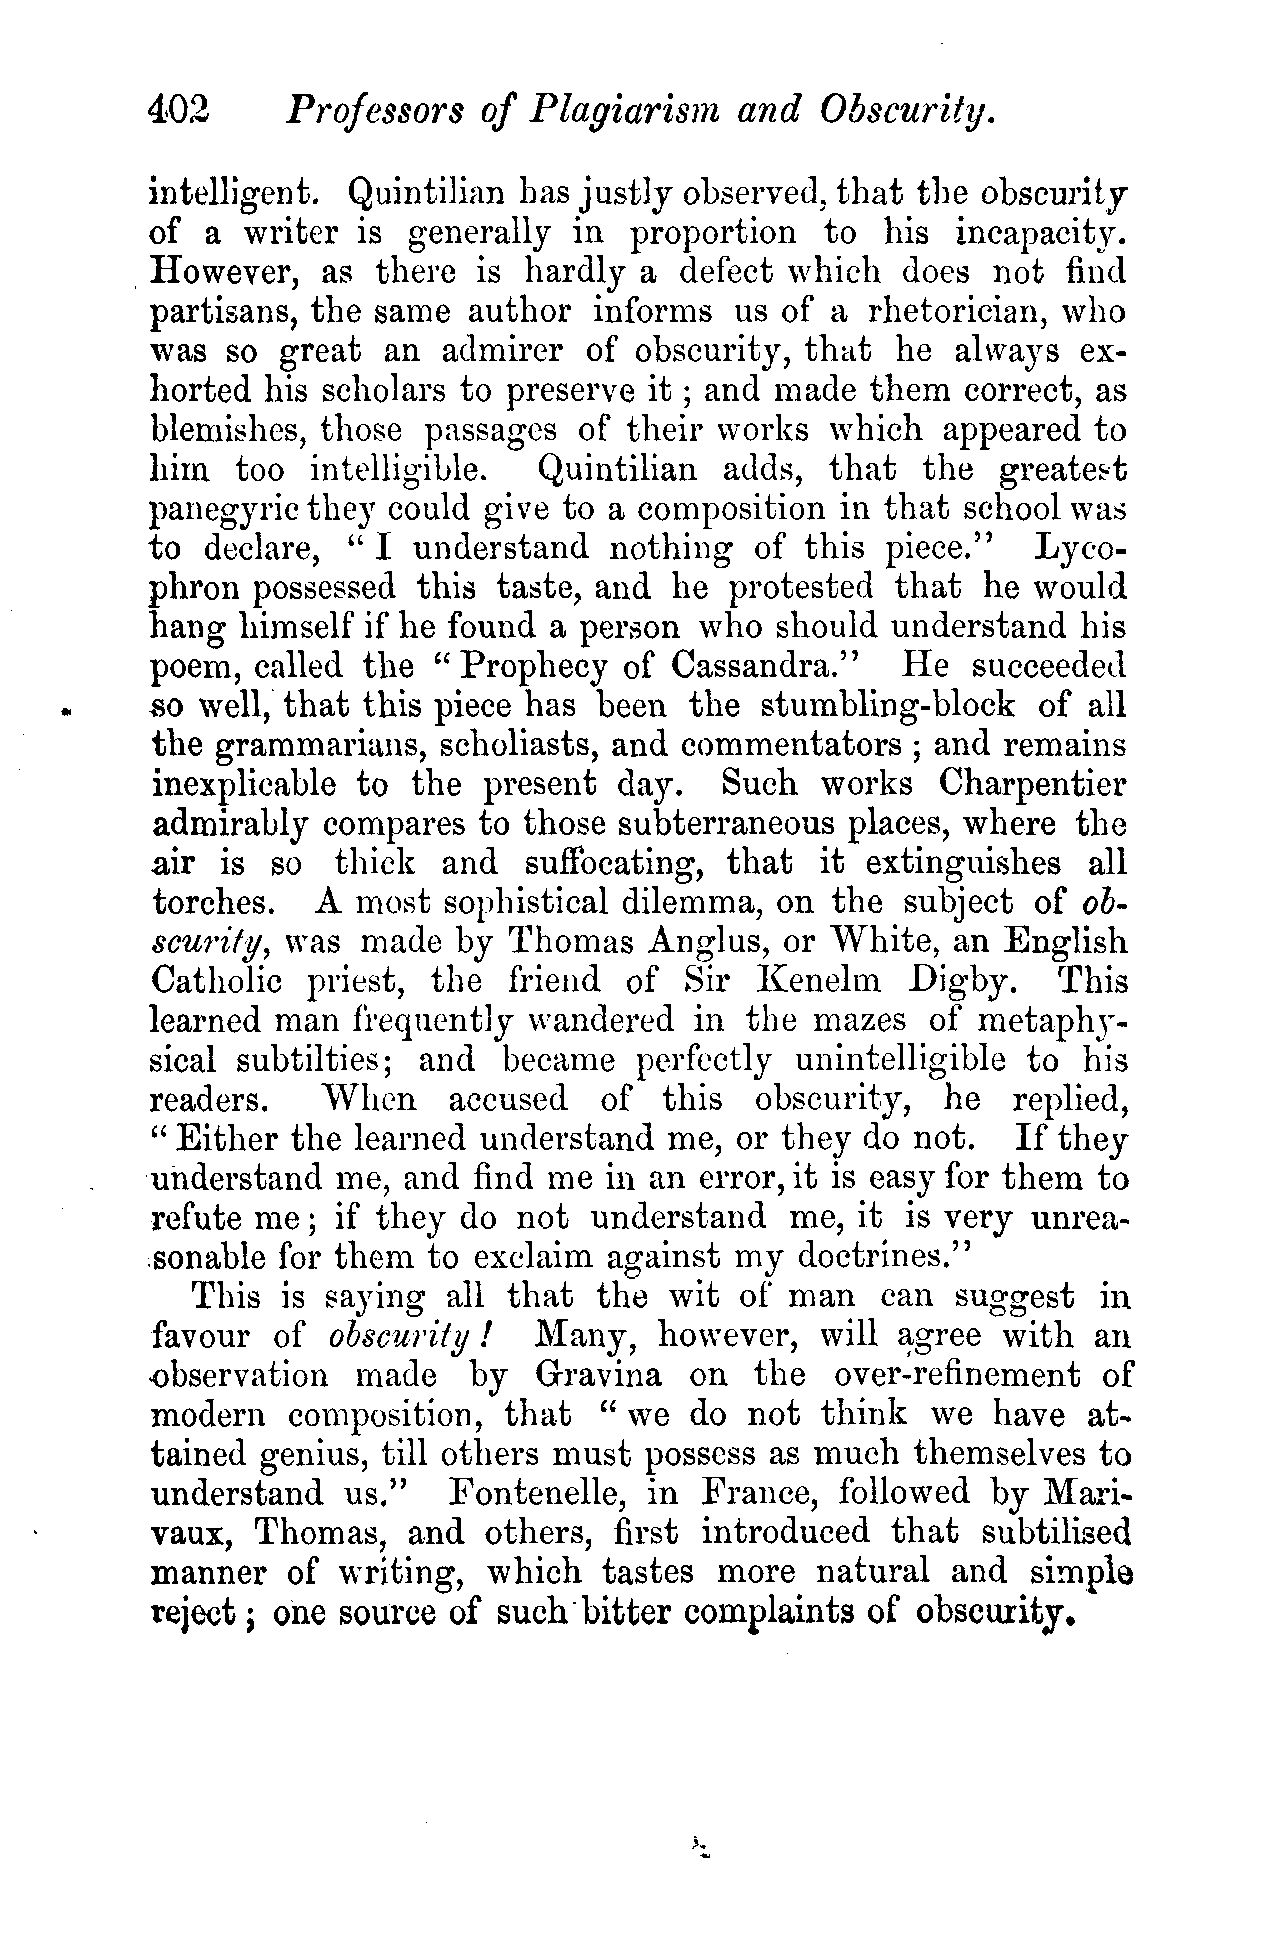 402 Professors of Plagiarism and Obscurity.
intelligent. Quintilian has justly observed, that the obscurity
of a writer is generally in proportion to his incapacity.
However, as there is hardly a defect which does not find
partisans, the same author informs us of a rhetorician, who
was so great an admirer of obscurity, that he always ex-
horted his scholars to preserve it ; and made them correct, as
blemishes, those passages of their works which appeared to
him too intelligible. Quintilian adds, that the greatest
panegyric they could give to a composition in that school was
to declare, “ I understand nothing of this piece.” Lyco-
phron possessed this taste, and he protested that he would
hang himself if he found a person who should understand his
poem, called the “ Prophecy of Cassandra.” He succeeded
so well, that this piece has been the stumbling-block of all
the grammarians, scholiasts, and commentators ; and remains
inexplicable to the present day. Such works Charpentier
admirably compares to those subterraneous places, where the
air is so thick and suffocating, that it extinguishes all
torches. A most sophistical dilemma, on the subject of ob-
scurity, was made by Thomas Anglus, or White, an English
Catholic priest, the friend of Sir Kenelm Digby. This
learned man frequently wandered in the mazes of metaphy-
sical subtilties; and became perfectly unintelligible to his
readers. When accused of this obscurity, he replied,
“ Either the learned understand me, or they do not. If they
understand me, and find me in an error, it is easy for them to
refute me ; if they do not understand me, it is very unrea-
sonable for them to exclaim against my doctrines.”
This is saying all that the wit of man can suggest in
favour of obscurity ! Many, however, will agree with an
observation made by Gravina on the over-refinement of
modern composition, that “ we do not think we have at-
tained genius, till others must possess as much themselves to
understand us.” Fontenelle, in France, followed by Mari-
vaux, Thomas, and others, first introduced that subtilised
manner of writing, which tastes more natural and simple
reject ; one source of such bitter complaints of obscurity.